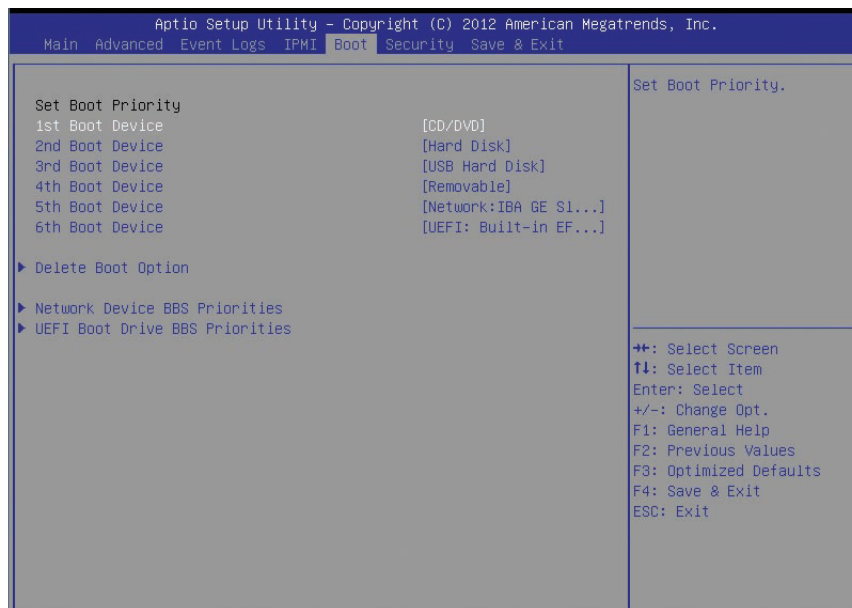 Aptio Setup Utility – Copyright (C) 2012 American Megatrends, Inc.
Main Advanced Event Logs IPMI Boot Security Save & Exit
Set Boot Priority
1st Boot Device [CD/DVD]
2nd Boot Device [Hard Disk]
3rd Boot Device [USB Hard Disk]
4th Boot Device [Removable]
5th Boot Device [Network:IBA GE Sl...]
6th Boot Device [UEFI: Built-in EF...]
Delete Boot Option
Network Device BBS Priorities
UEFI Boot Drive BBS Priorities
Set Boot Priority.
→←: Select Screen
↑↓: Select Item
Enter: Select
+/-: Change Opt.
F1: General Help
F2: Previous Values
F3: Optimized Defaults
F4: Save & Exit
ESC: Exit